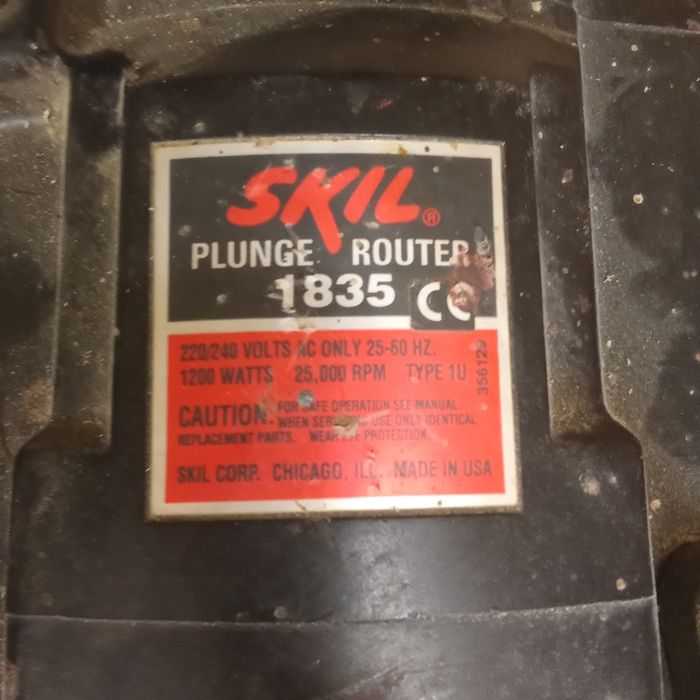 SKIL®
PLUNGE ROUTER
1835 CE
220/240 VOLTS AC ONLY 25-60 HZ.
1200 WATTS 25,000 RPM TYPE 1U
356129
CAUTION: FOR SAFE OPERATION SEE MANUAL.
WHEN SERVICING USE ONLY IDENTICAL
REPLACEMENT PARTS. WEAR EYE PROTECTION.
SKIL CORP. CHICAGO, ILL. MADE IN USA